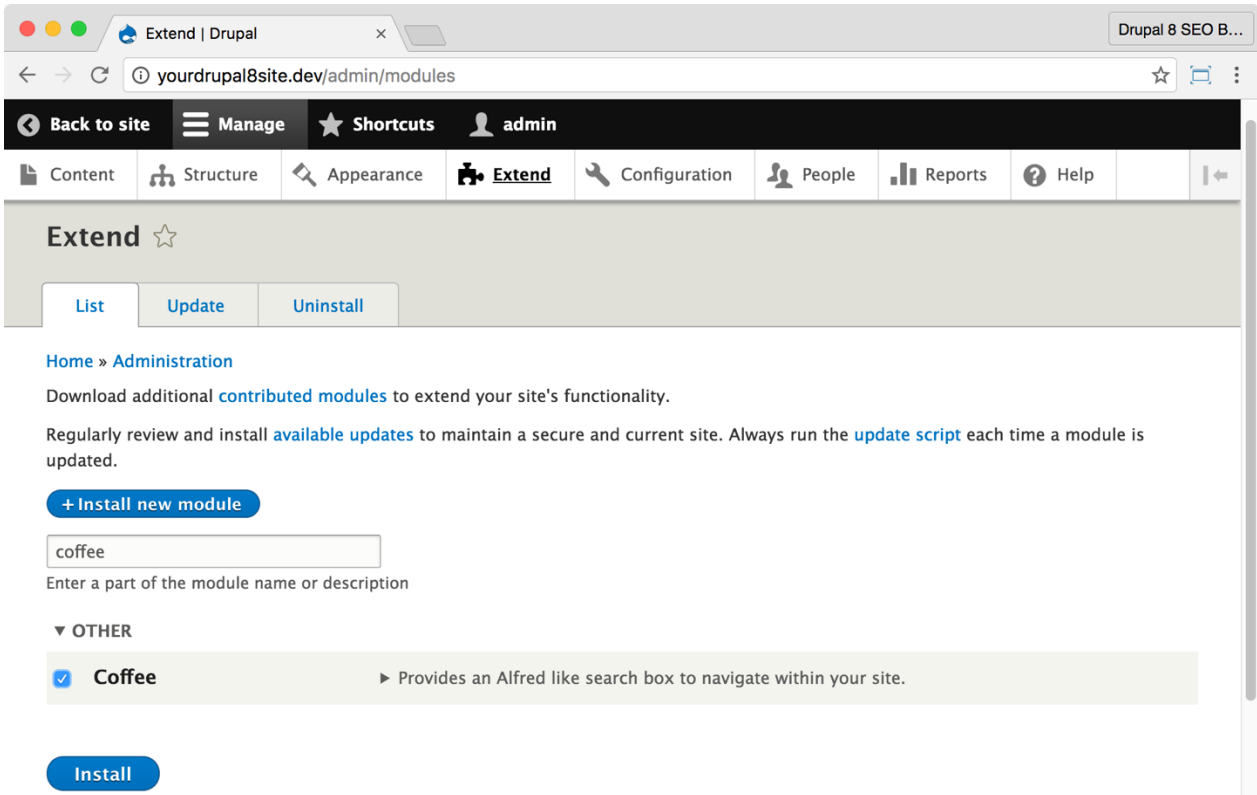 Extend | Drupal
Drupal 8 SEO B...
yourdrupal8site.dev/admin/modules
Back to site Manage Shortcuts admin
Content Structure Appearance Extend Configuration People Reports Help
Extend
List Update Uninstall
Home » Administration
Download additional contributed modules to extend your site's functionality.
Regularly review and install available updates to maintain a secure and current site. Always run the update script each time a module is
updated.
+ Install new module
coffee
Enter a part of the module name or description
▼ OTHER
Coffee ▶ Provides an Alfred like search box to navigate within your site.
Install